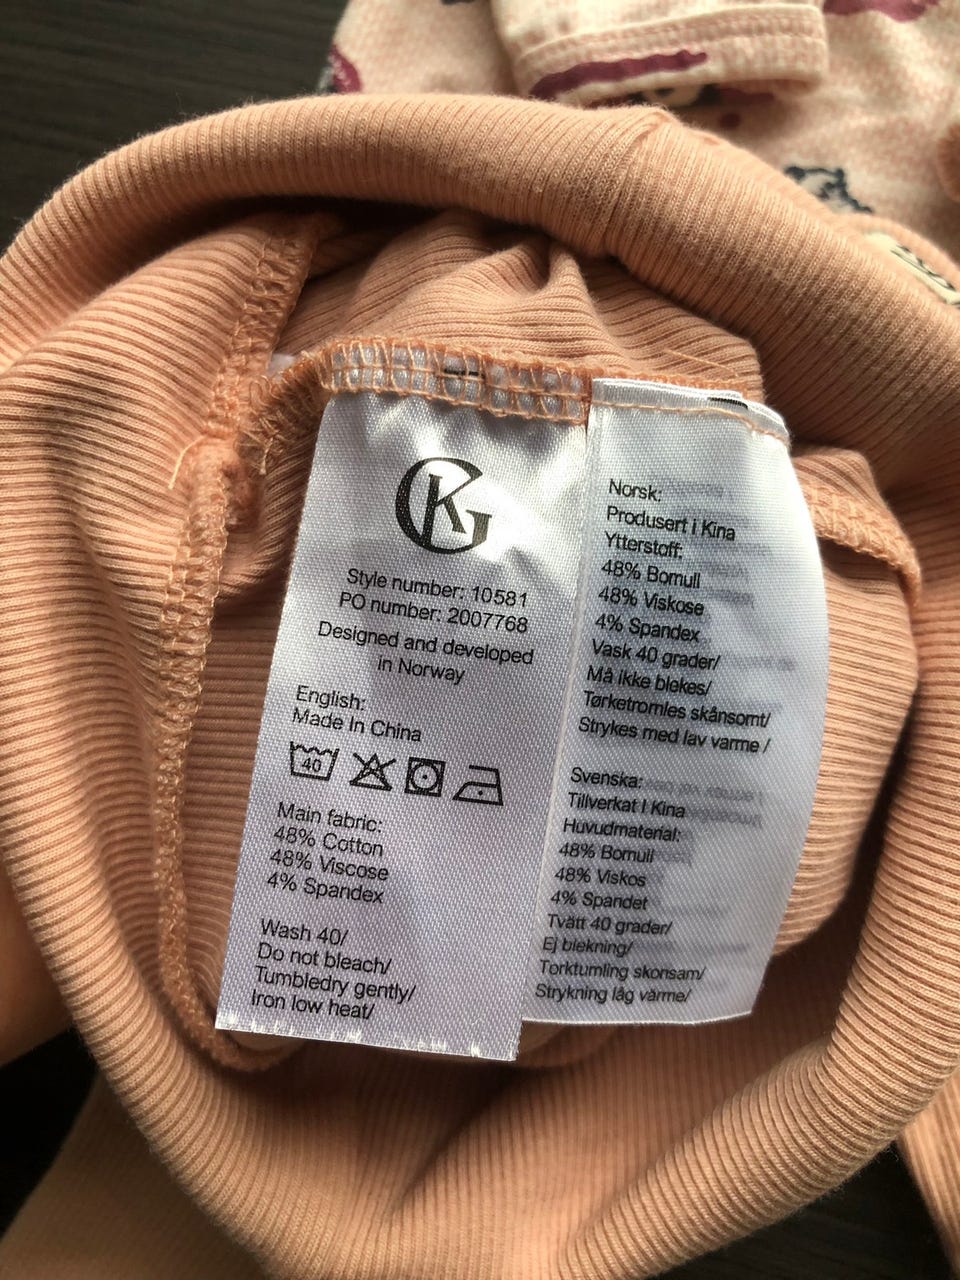 KG
Style number: 10581
PO number: 2007768
Designed and developed
in Norway
English:
Made In China
40
Main fabric:
48% Cotton
48% Viscose
4% Spandex
Wash 40/
Do not bleach/
Tumbledry gently/
Iron low heat/
Norsk:
Produsert i Kina
Ytterstoff:
48% Bomull
48% Viskose
4% Spandex
Vask 40 grader/
Må ikke blekes/
Tørketromles skånsomt/
Strykes med lav varme /
Svenska:
Tillverkat I Kina
Huvudmaterial:
48% Bomull
48% Viskos
4% Spandet
Tvätt 40 grader/
Ej blekning/
Torktumling skonsam/
Strykning låg värme/